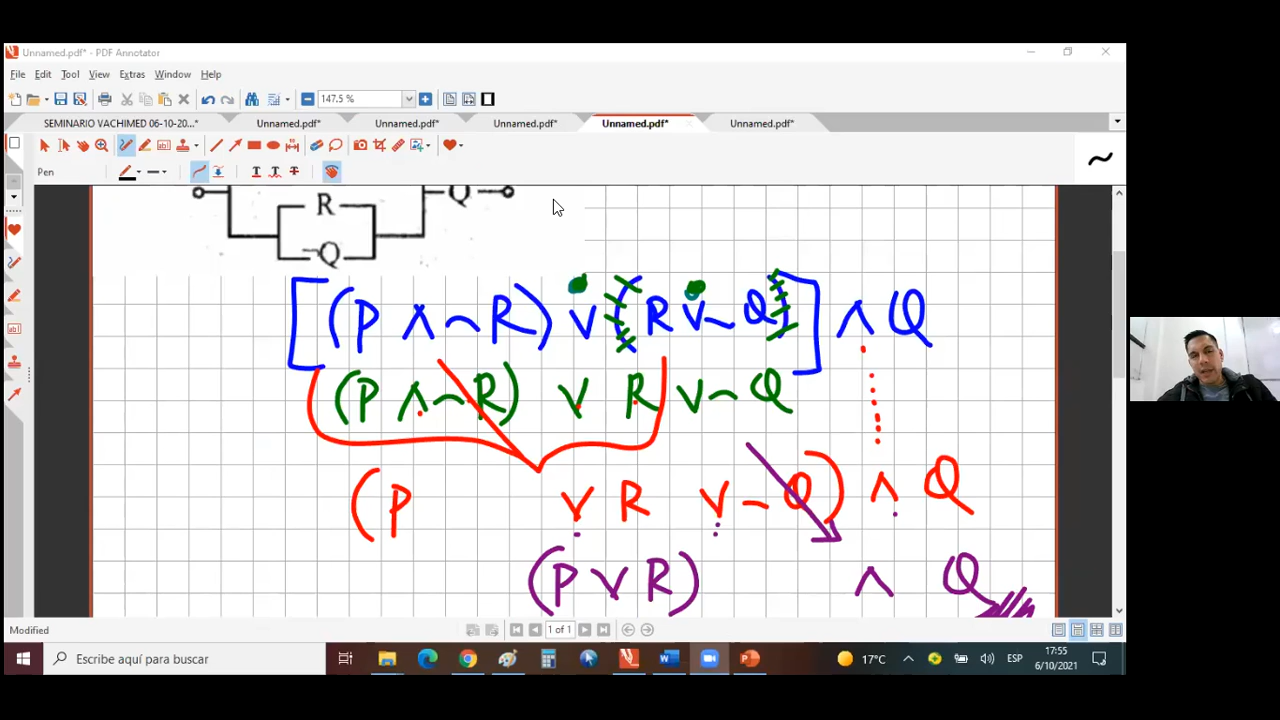 Unnamed.pdf* - PDF Annotator
File Edit Tool View Extras Window Help
147.5 %
SEMINARIO VACHIMED 06-10-20...* Unnamed.pdf* Unnamed.pdf* Unnamed.pdf* Unnamed.pdf* Unnamed.pdf*
Pen
Q
R
¬Q
[(P ∧ ~R) ∨ (R ∨ ~Q)] ∧ Q
(P ∧ ~R) ∨ R ∨ ~Q
(P ∨ R ∨ ~Q) ∧ Q
(P ∨ R) ∧ Q
Modified 1 of 1
Escribe aquí para buscar 17°C ESP 17:55
6/10/2021